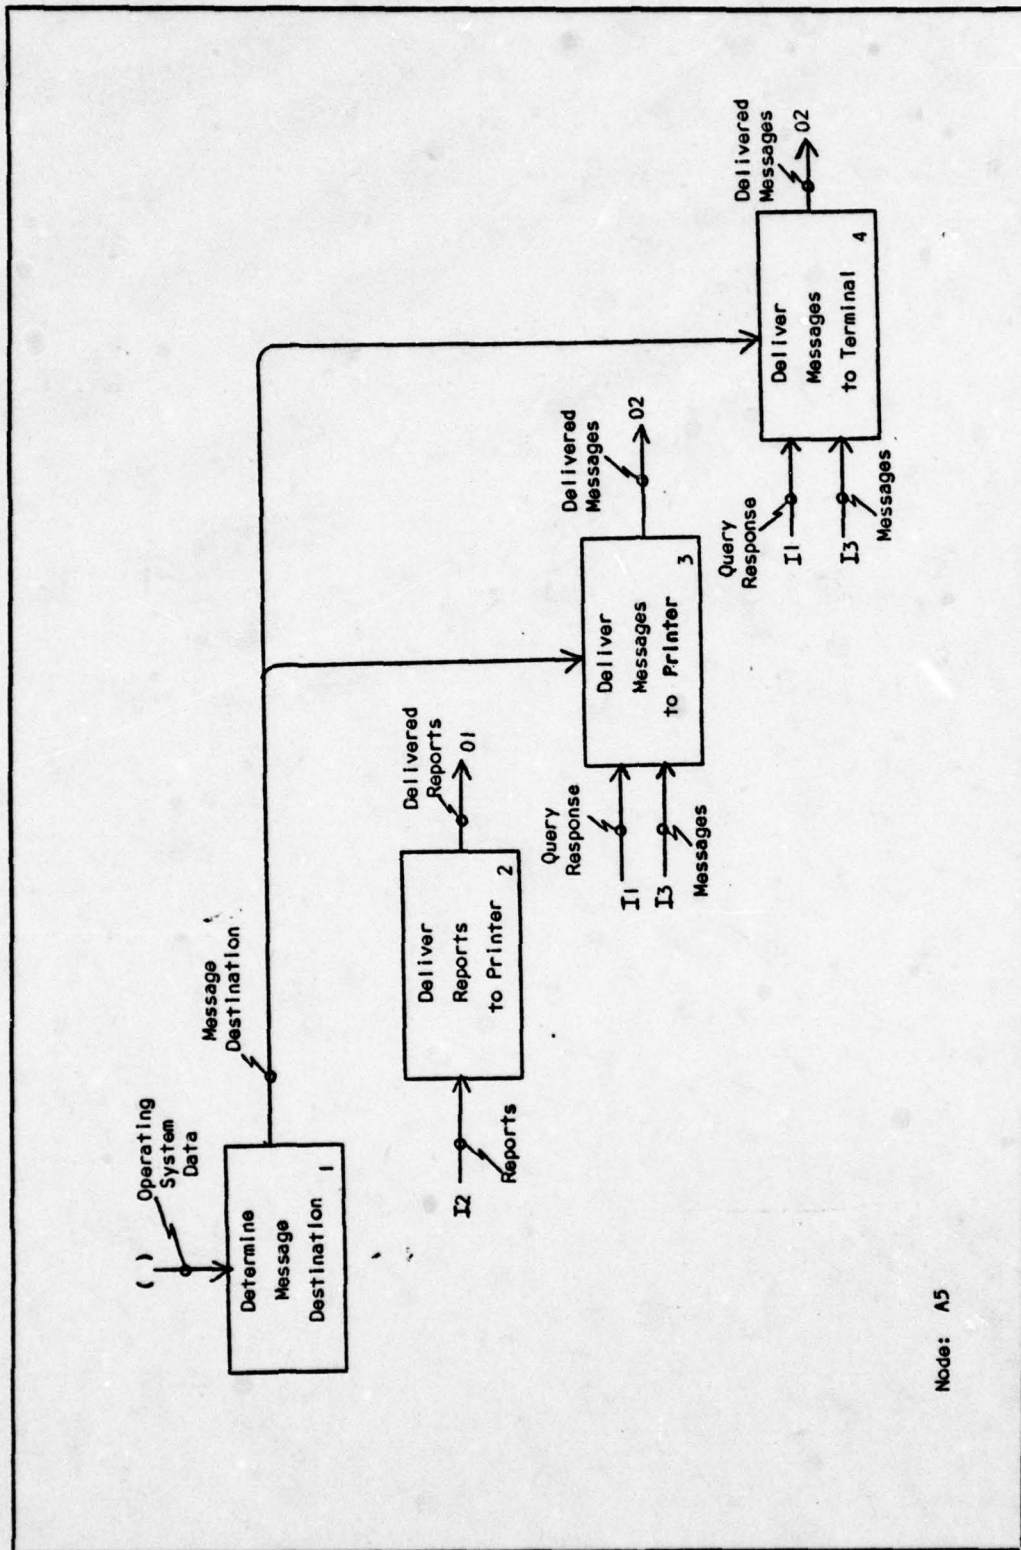 ( )
Operating
System
Data
Determine
Message
Destination
1
Message
Destination
I2
Reports
Deliver
Reports
to Printer
2
Delivered
Reports
O1
Query
Response
I1
I3
Messages
Deliver
Messages
to Printer
3
Delivered
Messages
O2
Query
Response
I1
I3
Messages
Deliver
Messages
to Terminal
4
Delivered
Messages
O2
Node: A5